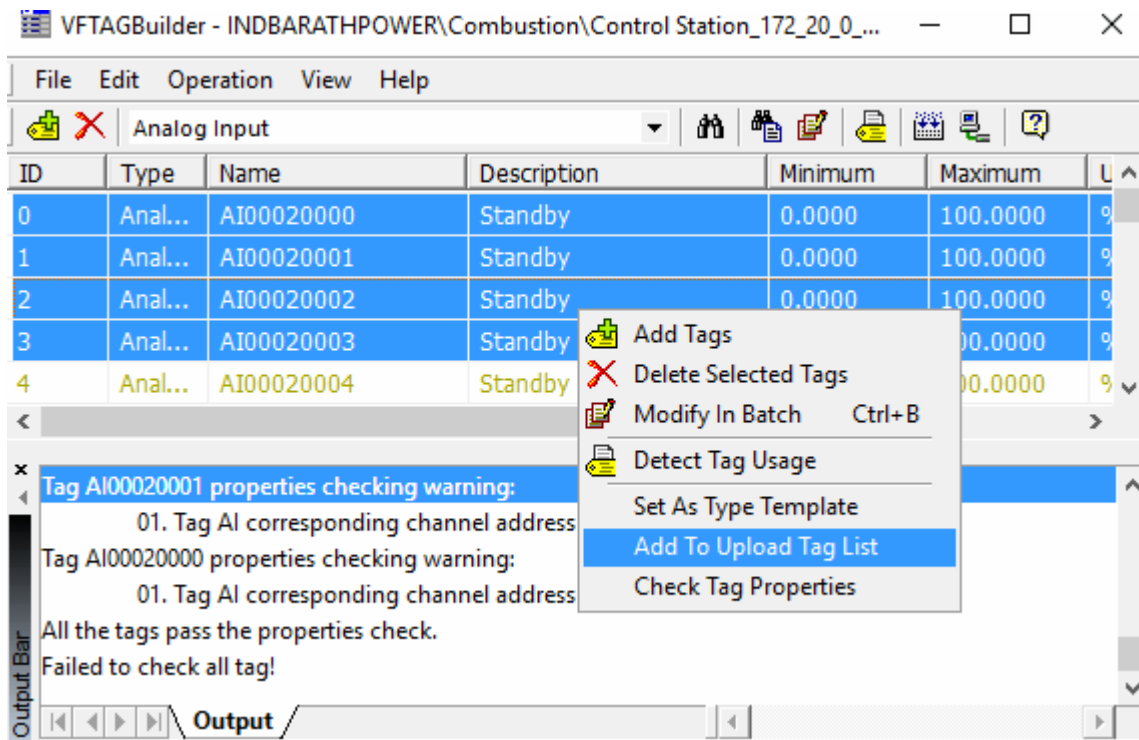 VFTAGBuilder - INDBARATHPOWER\Combustion\Control Station_172_20_0_...
File Edit Operation View Help
Analog Input
ID Type Name Description Minimum Maximum
0 Anal... AI00020000 Standby 0.0000 100.0000 %
1 Anal... AI00020001 Standby 0.0000 100.0000 %
2 Anal... AI00020002 Standby 0.0000 100.0000 %
3 Anal... AI00020003 Standby 00.0000 %
4 Anal... AI00020004 Standby 00.0000 %
Add Tags
Delete Selected Tags
Modify In Batch Ctrl+B
Detect Tag Usage
Set As Type Template
Add To Upload Tag List
Check Tag Properties
Tag AI00020001 properties checking warning:
01. Tag AI corresponding channel address
Tag AI00020000 properties checking warning:
01. Tag AI corresponding channel address
All the tags pass the properties check.
Failed to check all tag!
Output Bar
Output